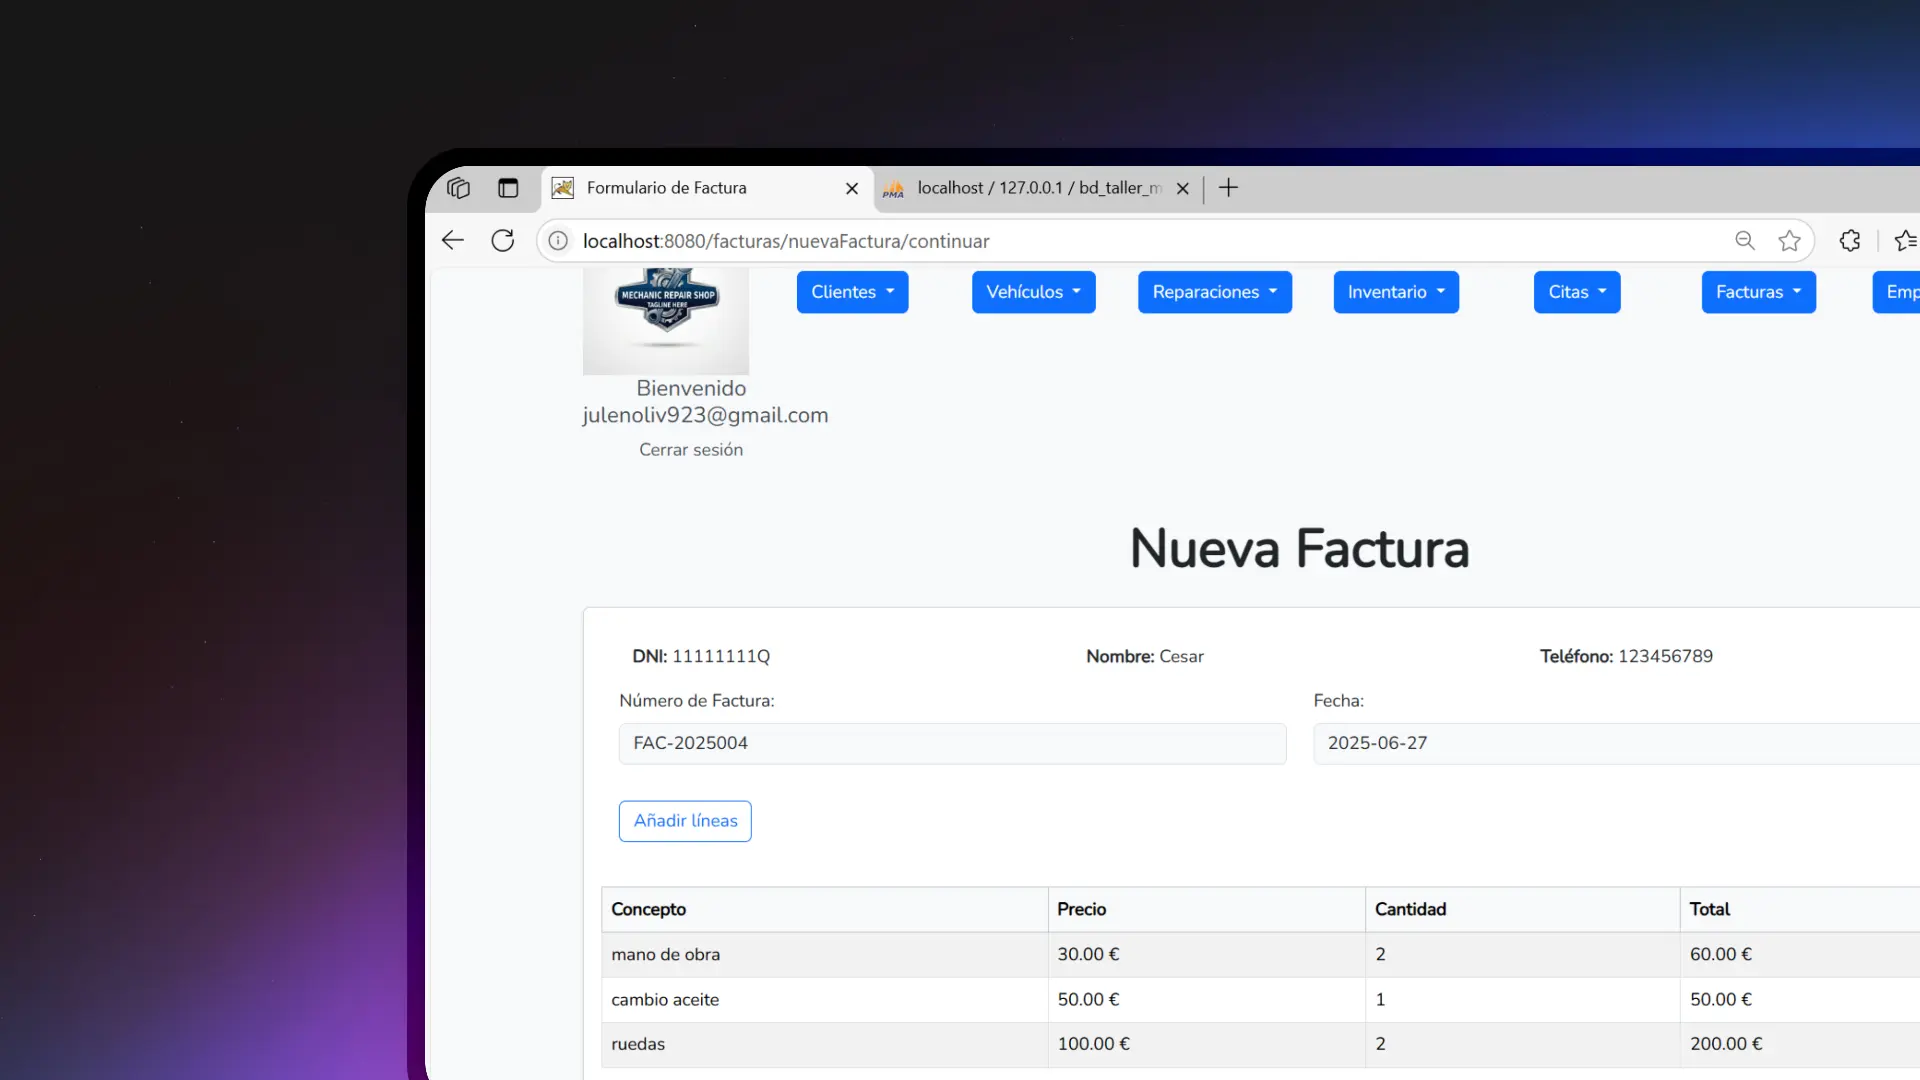 Formulario de Factura
PMA localhost / 127.0.0.1 / bd_taller_m
localhost:8080/facturas/nuevaFactura/continuar
MECHANIC REPAIR SHOP
TAGLINE HERE
Clientes
Vehículos
Reparaciones
Inventario
Citas
Facturas
Emp
Bienvenido
julenoliv923@gmail.com
Cerrar sesión
Nueva Factura
DNI: 11111111Q Nombre: Cesar Teléfono: 123456789
Número de Factura: Fecha:
FAC-2025004 2025-06-27
Añadir líneas
Concepto Precio Cantidad Total
mano de obra 30.00 € 2 60.00 €
cambio aceite 50.00 € 1 50.00 €
ruedas 100.00 € 2 200.00 €